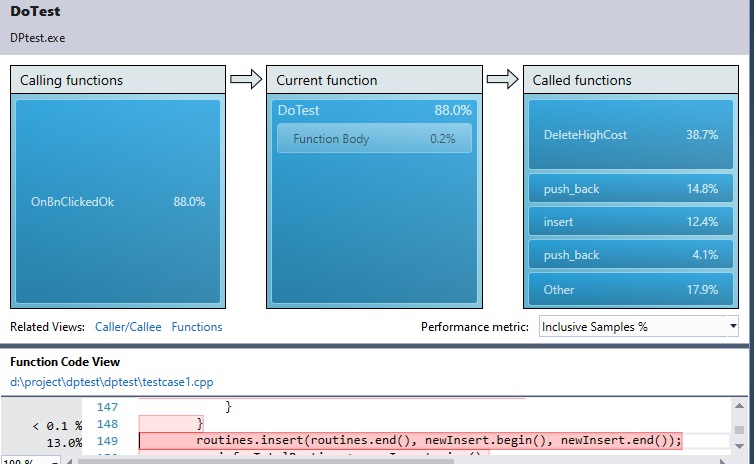 DoTest
DPtest.exe
Calling functions
Current function
Called functions
OnBnClickedOk 88.0%
DoTest 88.0%
Function Body 0.2%
DeleteHighCost 38.7%
push_back 14.8%
insert 12.4%
push_back 4.1%
Other 17.9%
Related Views: Caller/Callee Functions
Performance metric: Inclusive Samples %
Function Code View
d:\project\dptest\dptest\testcase1.cpp
147 }
< 0.1 % 148 }
13.0% 149 routines.insert(routines.end(), newInsert.begin(), newInsert.end());